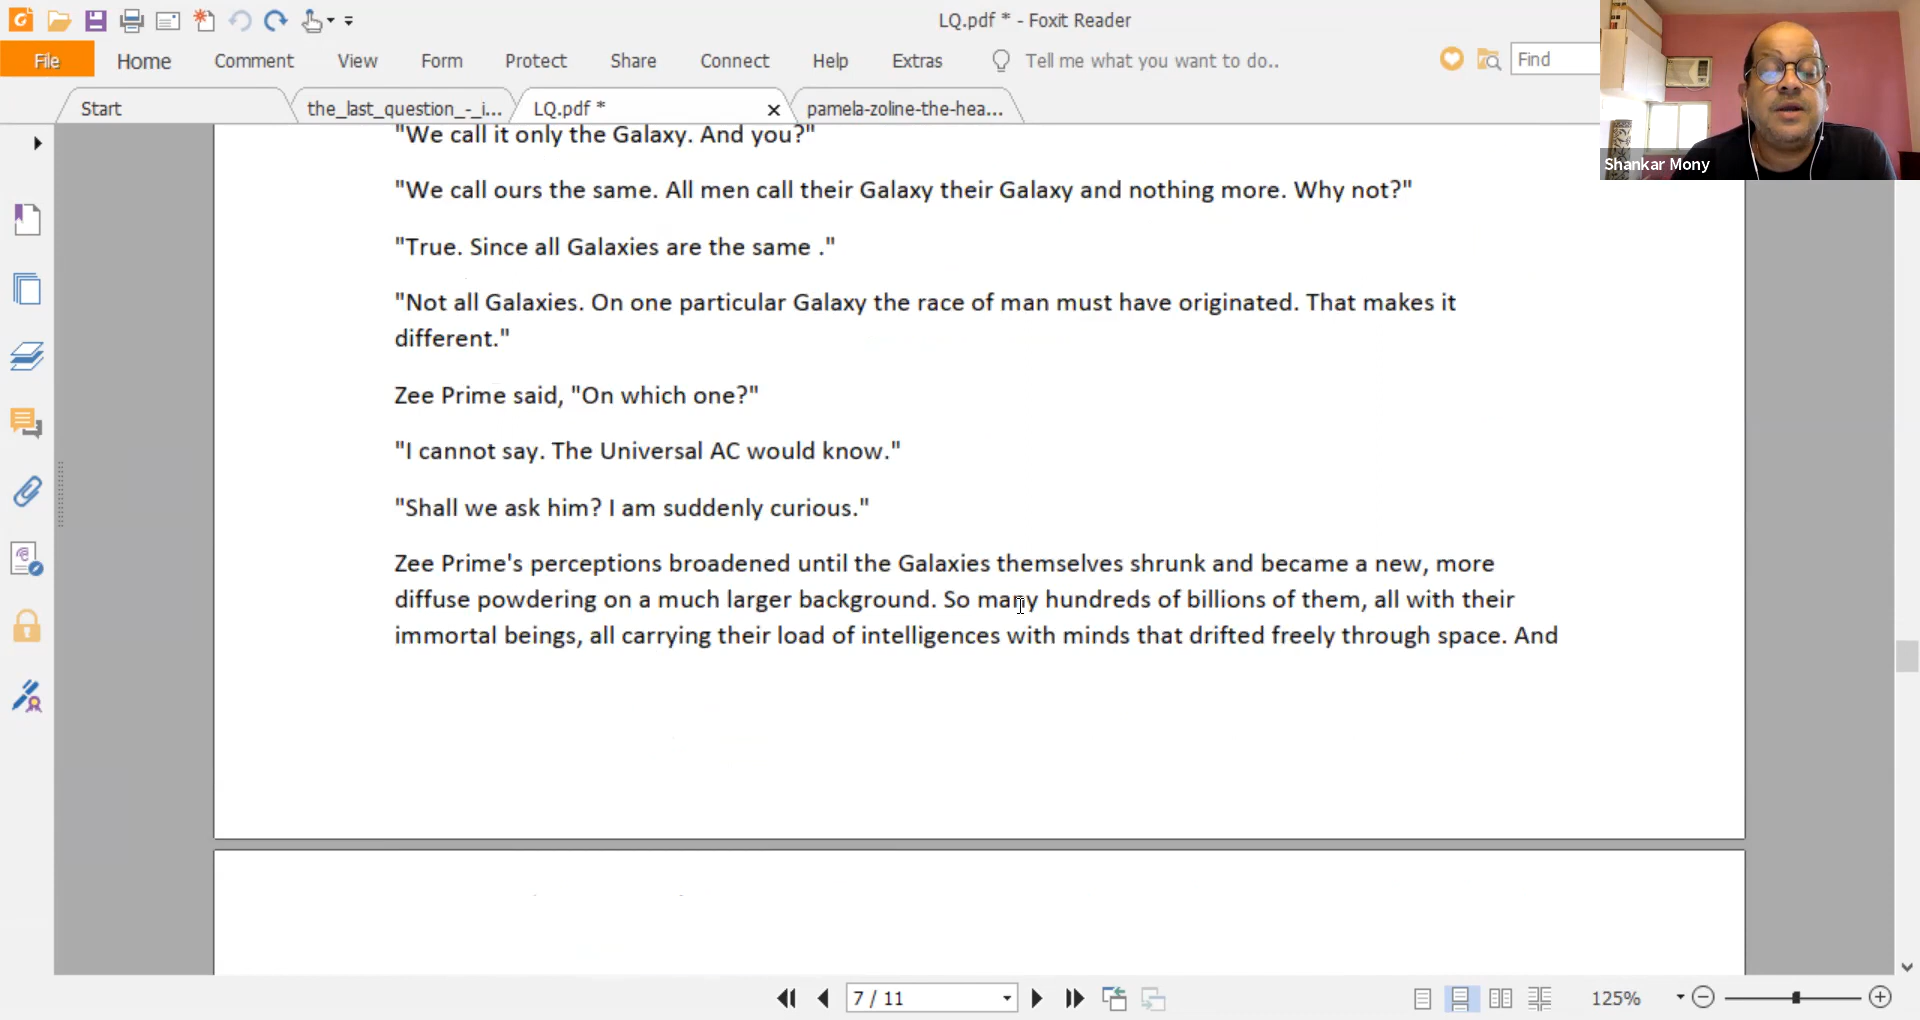 LQ.pdf * - Foxit Reader
File Home Comment View Form Protect Share Connect Help Extras Tell me what you want to do.. Find
Start the_last_question_-_i... LQ.pdf * pamela-zoline-the-hea...
Shankar Mony
"We call it only the Galaxy. And you?"
"We call ours the same. All men call their Galaxy their Galaxy and nothing more. Why not?"
"True. Since all Galaxies are the same ."
"Not all Galaxies. On one particular Galaxy the race of man must have originated. That makes it
different."
Zee Prime said, "On which one?"
"I cannot say. The Universal AC would know."
"Shall we ask him? I am suddenly curious."
Zee Prime's perceptions broadened until the Galaxies themselves shrunk and became a new, more
diffuse powdering on a much larger background. So many hundreds of billions of them, all with their
immortal beings, all carrying their load of intelligences with minds that drifted freely through space. And
7 / 11 125%